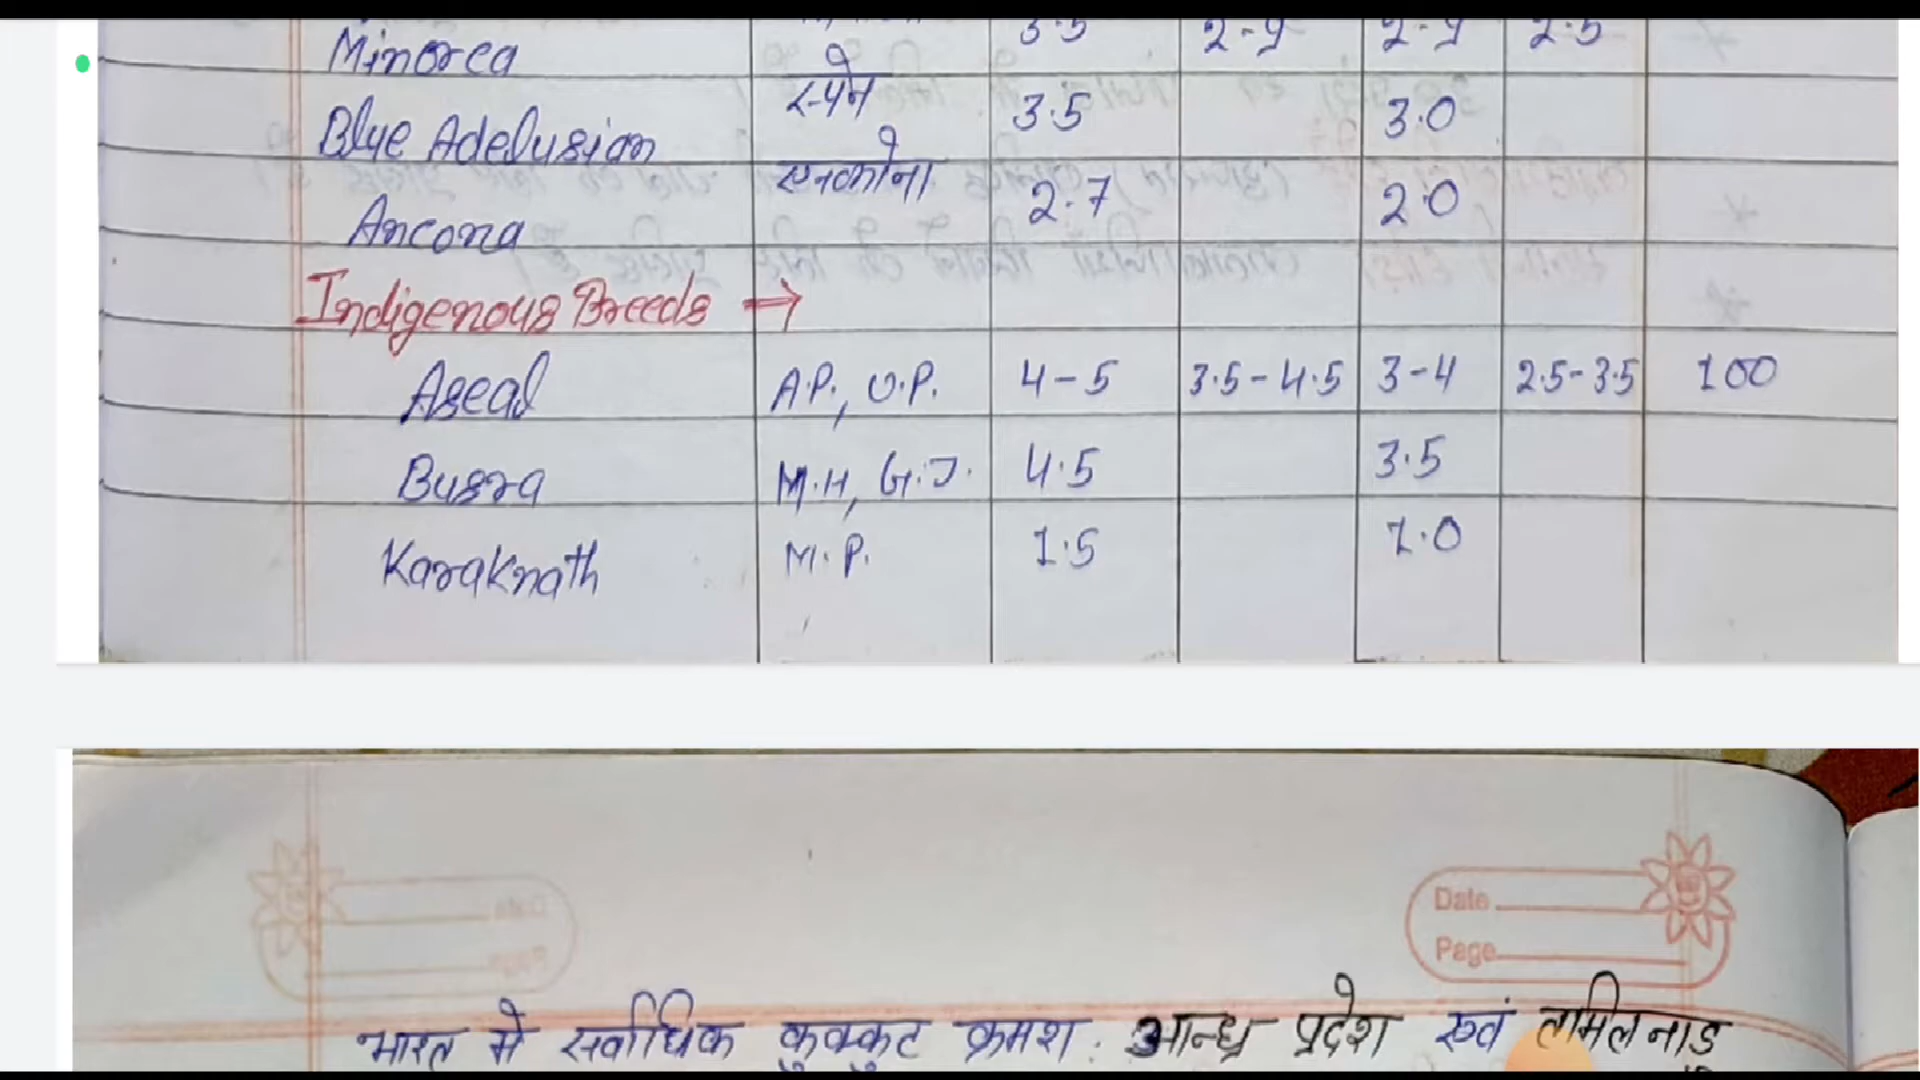 Minorca 3.5 2-9 2-9 2.5
Blue Adelusian स्पेन 3.5 3.0
Ancona एनकोना 2.7 2.0
Indigenous Breeds →
Aseal A.P., U.P. 4-5 3.5-4.5 3-4 2.5-3.5 100
Busra M.H, G.J. 4.5 3.5
Karaknath M.P. 1.5 1.0
Date
Page
भारत मे सर्वाधिक कुक्कुट क्रमश: आन्ध्र प्रदेश एवं तामिलनाडु